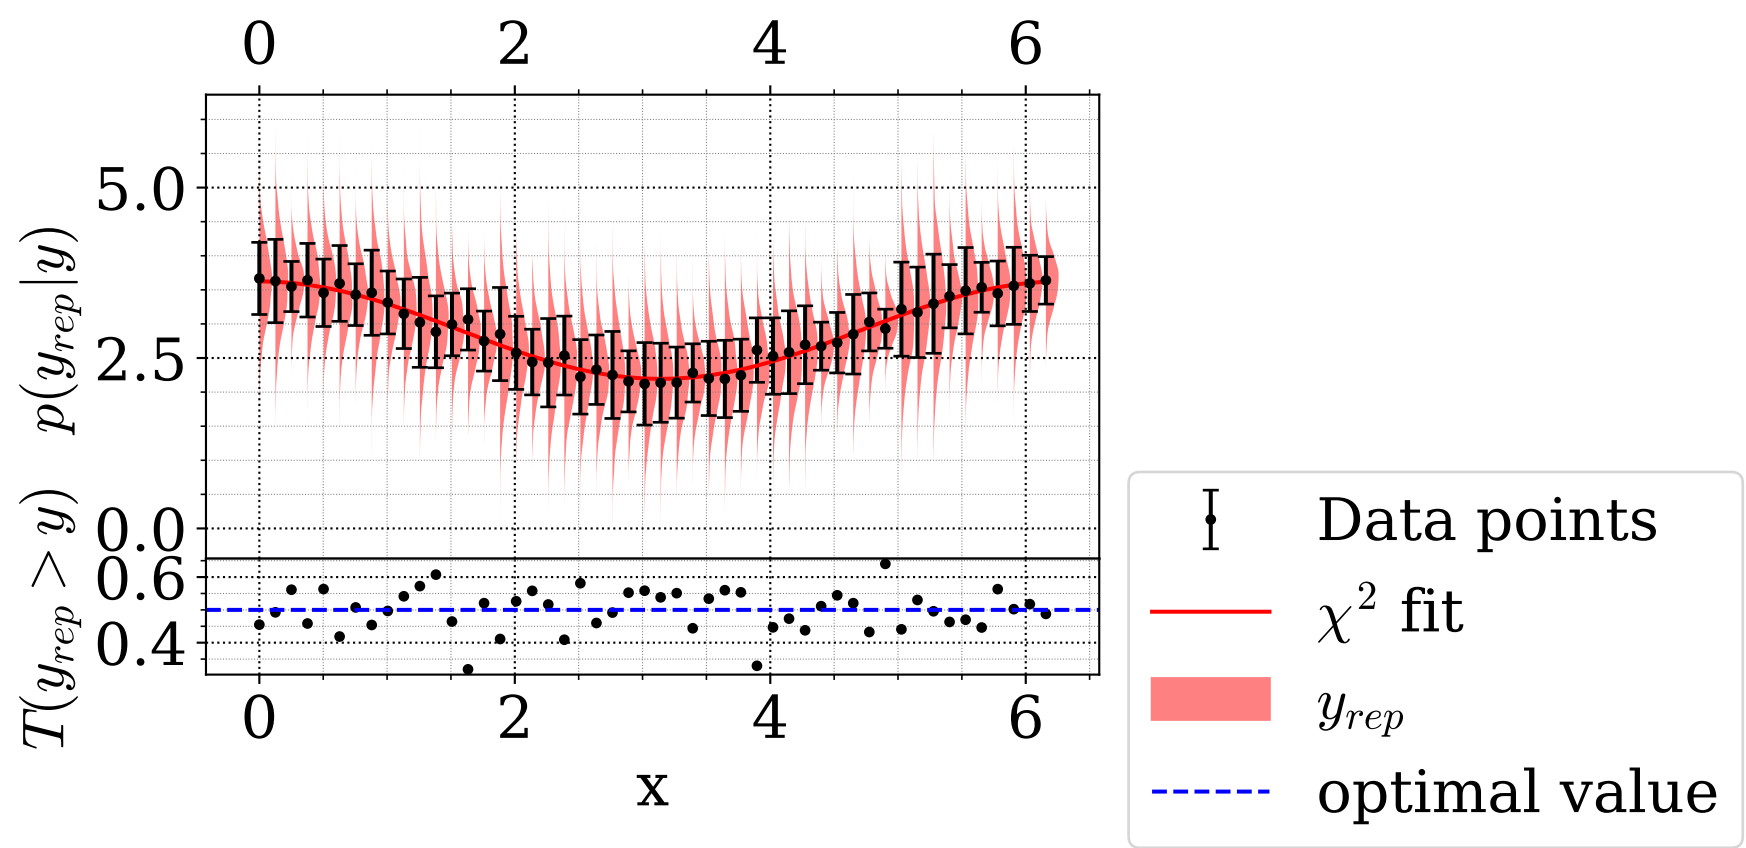 0 2 4 6
5.0
2.5
0.0
p(y_{rep}|y)
0.6
0.4
T(y_{rep} > y)
0 2 4 6
x
Data points
χ² fit
y_{rep}
optimal value